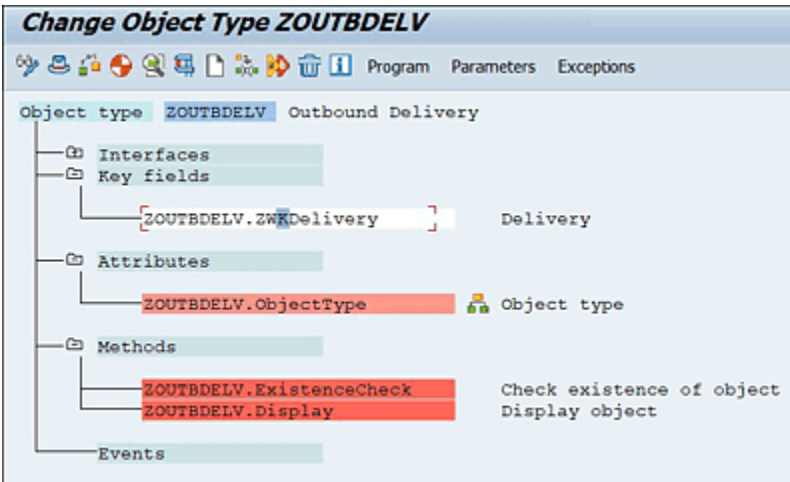 Change Object Type ZOUTBDELV
Program Parameters Exceptions
Object type ZOUTBDELV Outbound Delivery
Interfaces
Key fields
ZOUTBDELV.ZWKDelivery Delivery
Attributes
ZOUTBDELV.ObjectType Object type
Methods
ZOUTBDELV.ExistenceCheck Check existence of object
ZOUTBDELV.Display Display object
Events